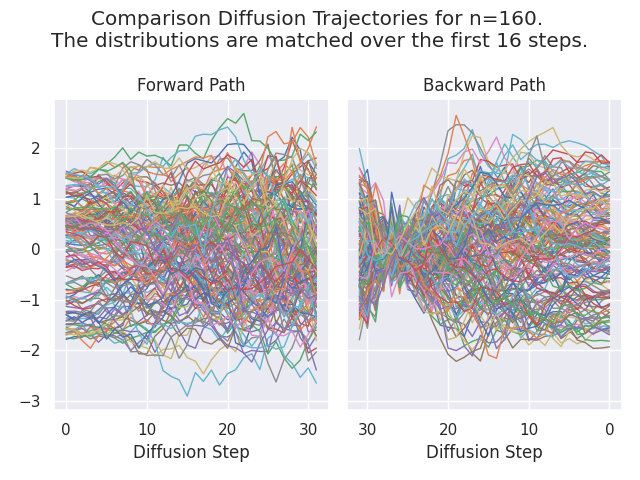 Comparison Diffusion Trajectories for n=160.
The distributions are matched over the first 16 steps.
Forward Path
Backward Path
2
1
0
−1
−2
−3
0 10 20 30
30 20 10 0
Diffusion Step
Diffusion Step